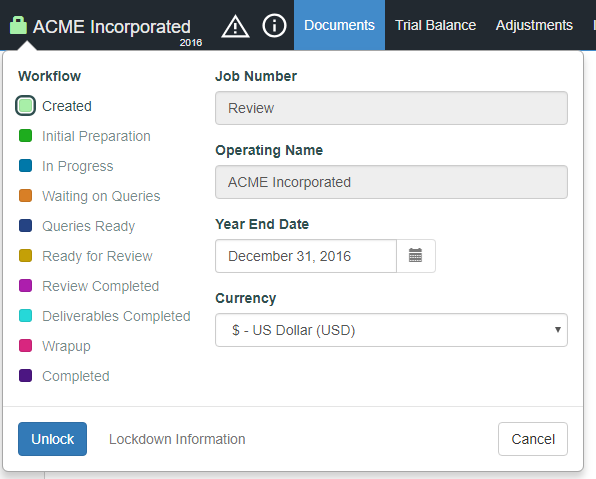 ACME Incorporated
2016
Documents
Trial Balance
Adjustments
Workflow
Created
Initial Preparation
In Progress
Waiting on Queries
Queries Ready
Ready for Review
Review Completed
Deliverables Completed
Wrapup
Completed
Job Number
Review
Operating Name
ACME Incorporated
Year End Date
December 31, 2016
Currency
$ - US Dollar (USD)
Unlock
Lockdown Information
Cancel